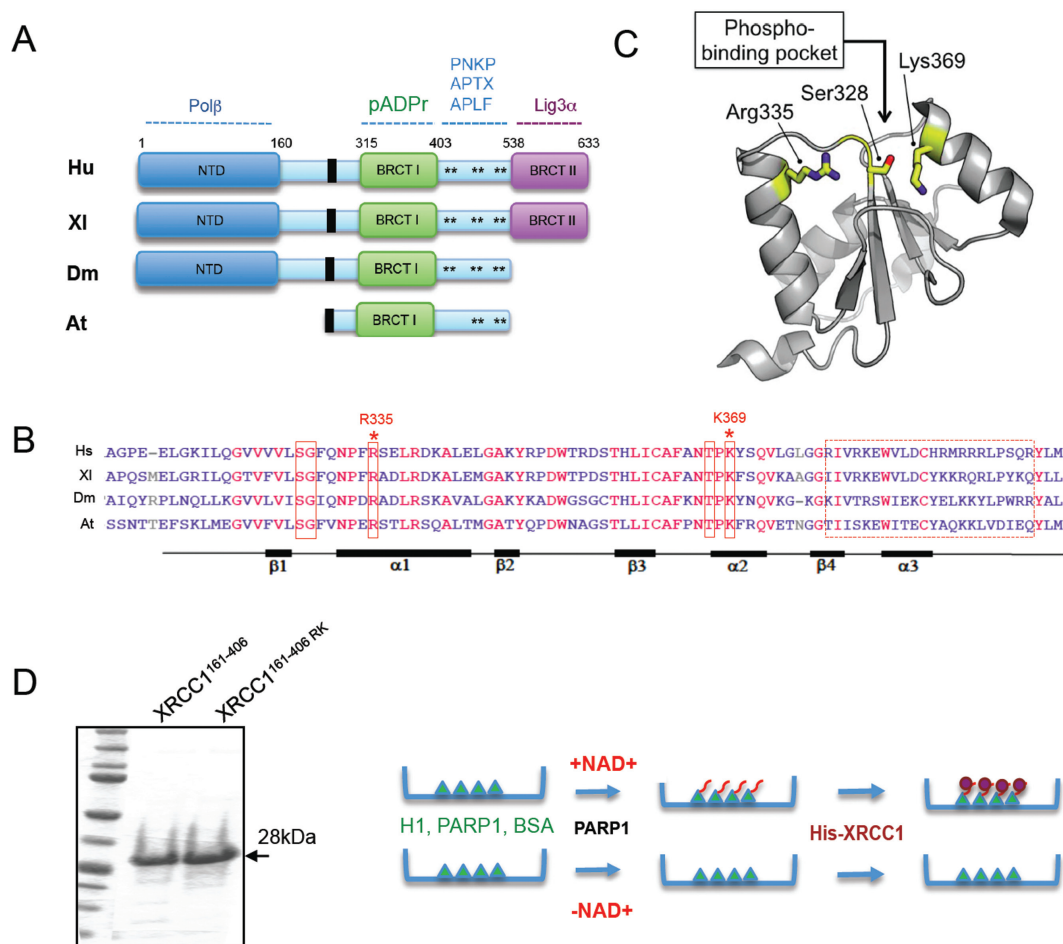 A
PNKP
APTX
APLF
Polβ
pADPr
Lig3α
1 160 315 403 538 633
Hu NTD BRCT I ** ** ** BRCT II
Xl NTD BRCT I ** ** ** BRCT II
Dm NTD BRCT I ** ** **
At BRCT I ** **
C
Phospho-
binding pocket
Lys369
Ser328
Arg335
B
R335 K369
* *
Hs AGPE-ELGKILQGVVVVLSGFQNPFRSELRDKALELGAKYRPDWTRDSTHLICAFANTPKYSQVLGLGGRIVRKEWVLDCHRMRRRLPSQRYLM
Xl APQSMELGKILQGTVFVLSGFQNPFRADLRDKALELGAKYRPDWTPDSTHLICAFANTPKYSQVKAAGGIIVRKEWVLDCYKKRQRLPYKQYLM
Dm AIQYRPLNQLLKGVVLVISGIQNPDRADLRSKAVALGAKYKADWGSGCTHLICAFKNTPKYNQVKG-KGKIVTRSWIEKCYELKKYLPWRRYAL
At SSNTTEFSKLMEGVVFVLSGFVNPERSTLRSQALTMGATYQPDWNAGSTLLICAFPNTPKFRQVETNGGTIISKEWITECYAQKKLVDIEQYLM
β1 α1 β2 β3 α2 β4 α3
D
XRCC1161-406
XRCC1161-406 RK
28kDa
+NAD+
H1, PARP1, BSA PARP1 His-XRCC1
-NAD+